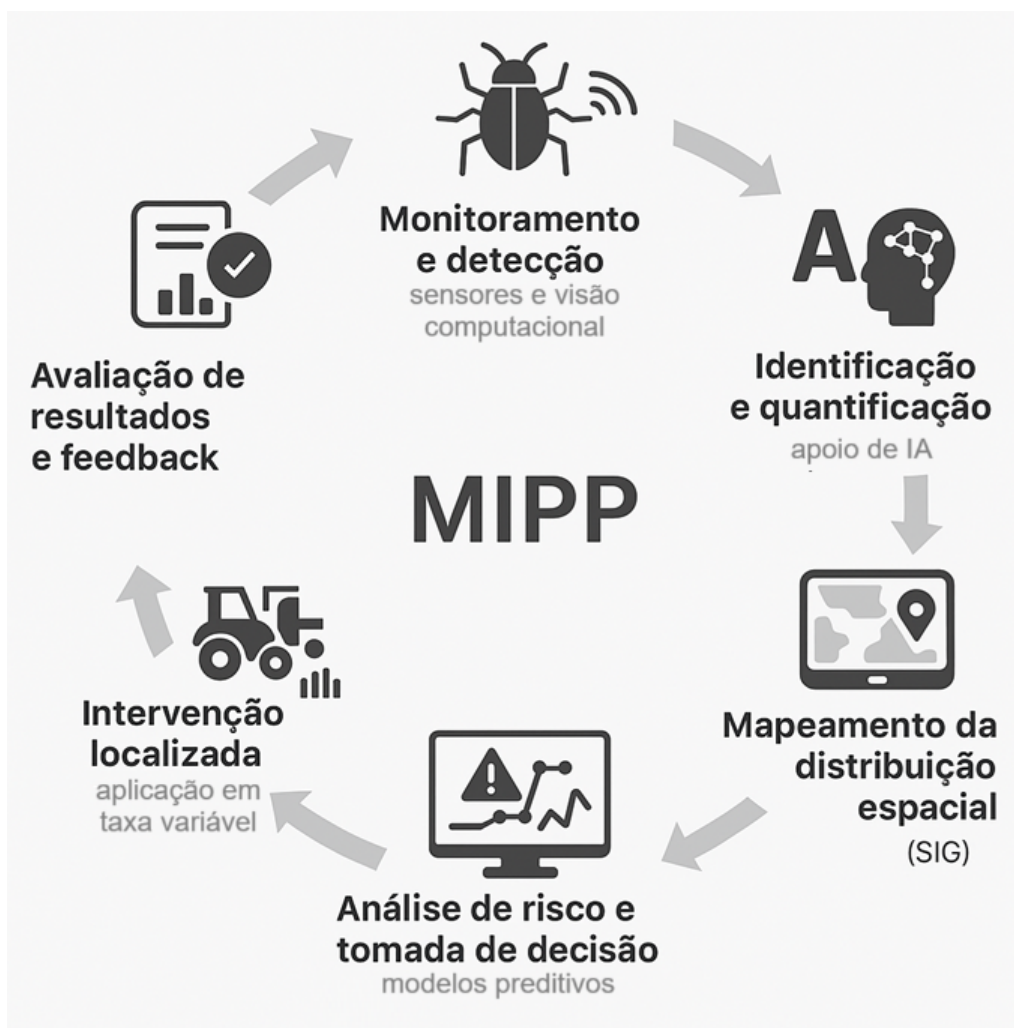 Monitoramento
e detecção
sensores e visão
computacional
A
Identificação
e quantificação
apoio de IA
Mapeamento da
distribuição
espacial
(SIG)
Análise de risco e
tomada de decisão
modelos preditivos
Intervenção
localizada
aplicação em
taxa variável
Avaliação de
resultados
e feedback
MIPP